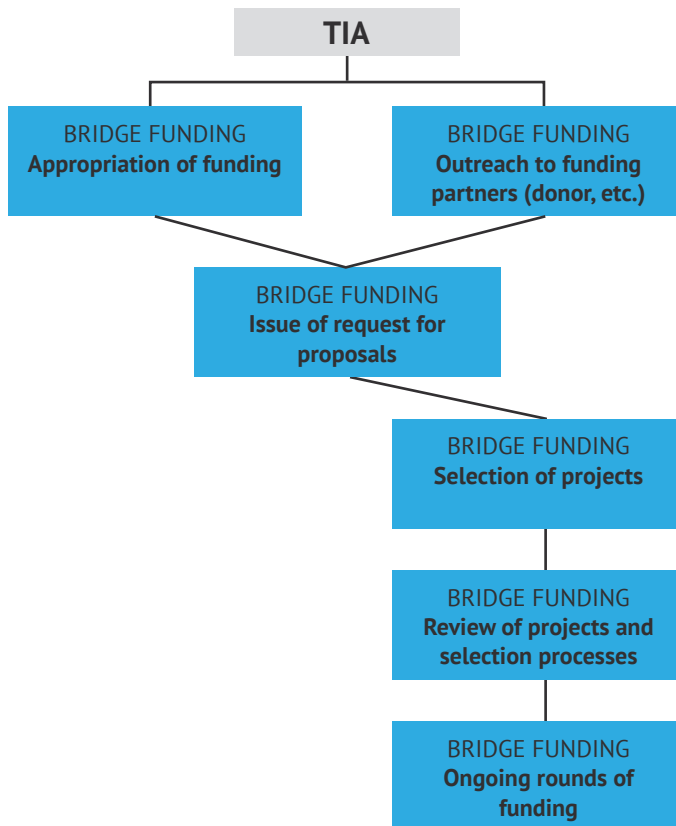 TIA
BRIDGE FUNDING
Appropriation of funding
BRIDGE FUNDING
Outreach to funding
partners (donor, etc.)
BRIDGE FUNDING
Issue of request for
proposals
BRIDGE FUNDING
Selection of projects
BRIDGE FUNDING
Review of projects and
selection processes
BRIDGE FUNDING
Ongoing rounds of
funding